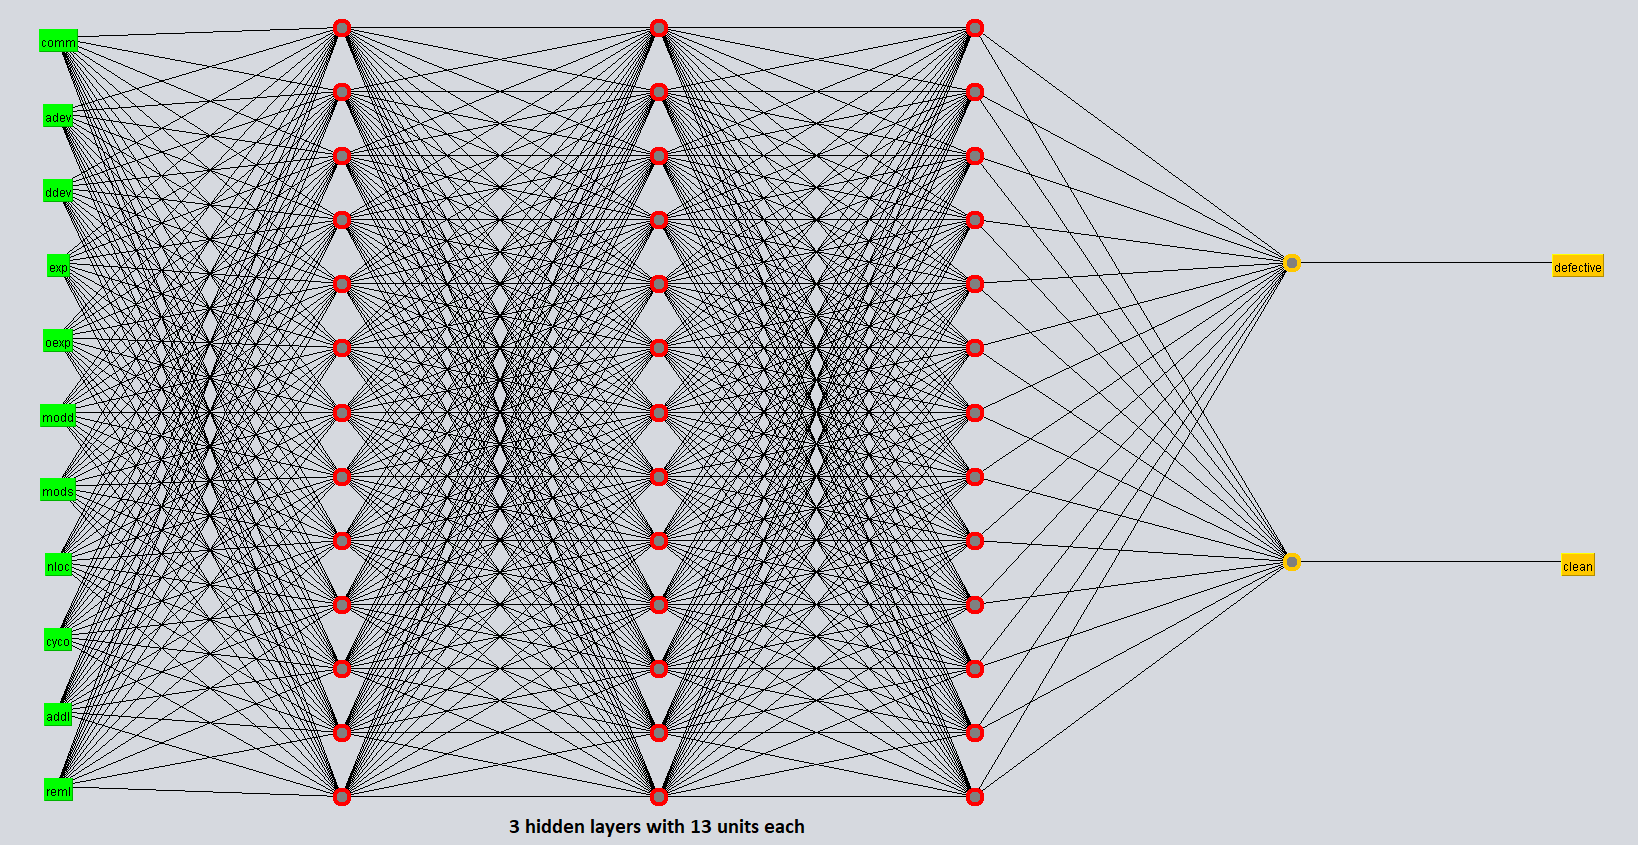 comm
adev
ddev
exp
oexp
modd
mods
nloc
cyco
addl
reml
defective
clean
3 hidden layers with 13 units each